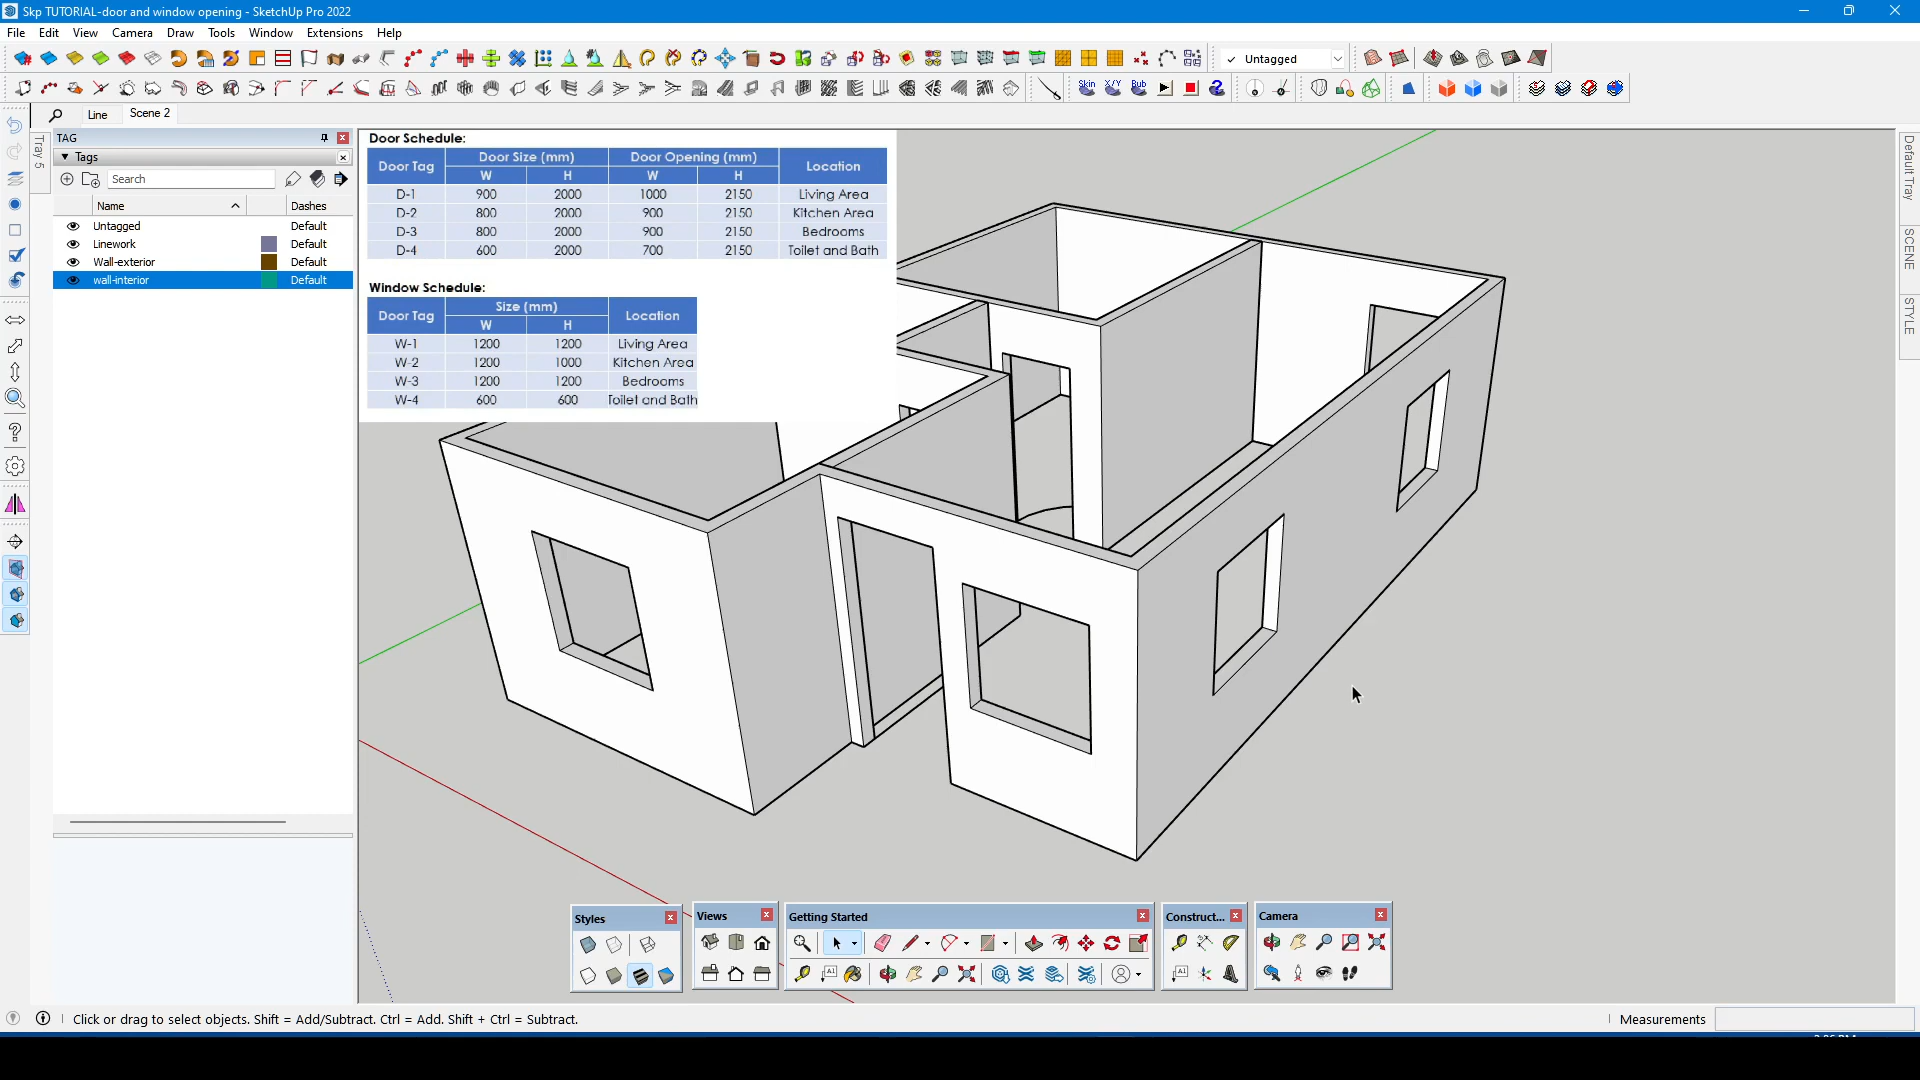 Skp TUTORIAL-door and window opening - SketchUp Pro 2022
File Edit View Camera Draw Tools Window Extensions Help
Untagged
Skin X/Y Bub
Line Scene 2
TAG
Tags
Search
Name Dashes
Untagged Default
Linework Default
Wall-exterior Default
wall-interior Default
Tray 5
Door Schedule:
Door Tag Door Size (mm) Door Opening (mm) Location
W H W H
D-1 900 2000 1000 2150 Living Area
D-2 800 2000 900 2150 Kitchen Area
D-3 800 2000 900 2150 Bedrooms
D-4 600 2000 700 2150 Toilet and Bath
Window Schedule:
Door Tag Size (mm) Location
W H
W-1 1200 1200 Living Area
W-2 1200 1000 Kitchen Area
W-3 1200 1200 Bedrooms
W-4 600 600 Toilet and Bath
Default Tray
SCENE
STYLE
Styles
Views
Getting Started
Construct...
Camera
Click or drag to select objects. Shift = Add/Subtract. Ctrl = Add. Shift + Ctrl = Subtract.
Measurements